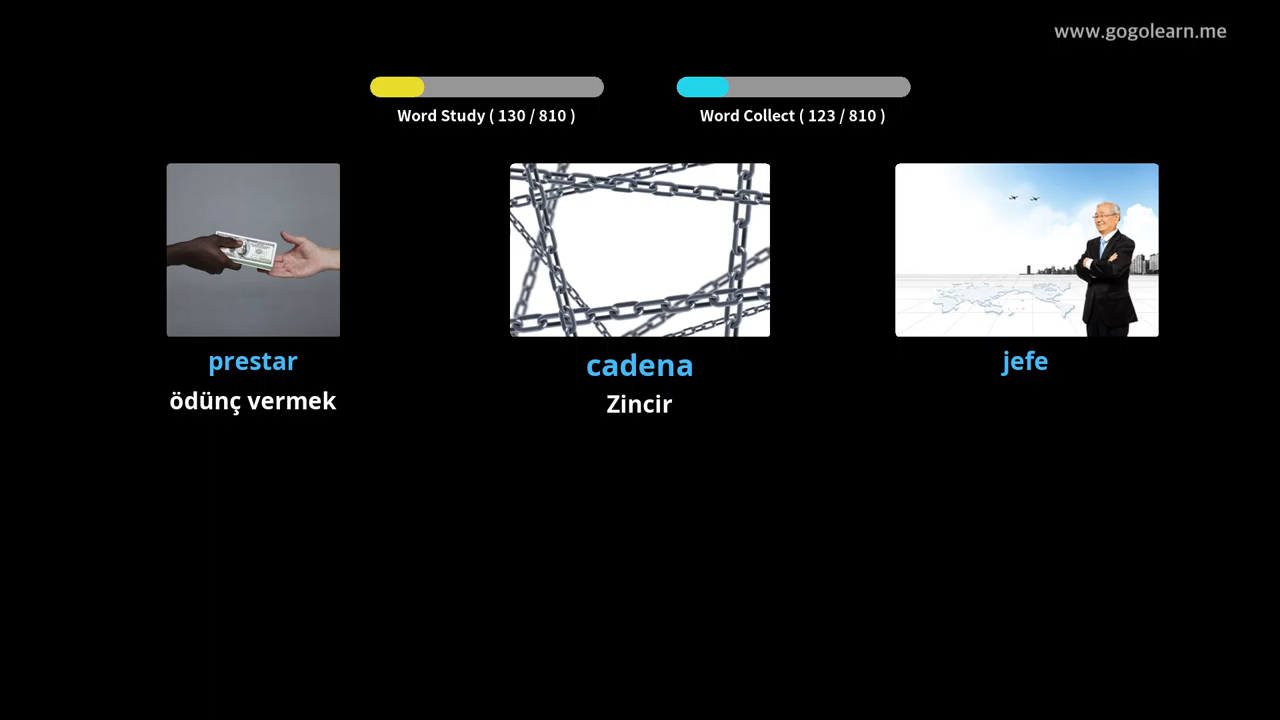 www.gogolearn.me
Word Study ( 130 / 810 )
Word Collect ( 123 / 810 )
prestar
ödünç vermek
cadena
Zincir
jefe